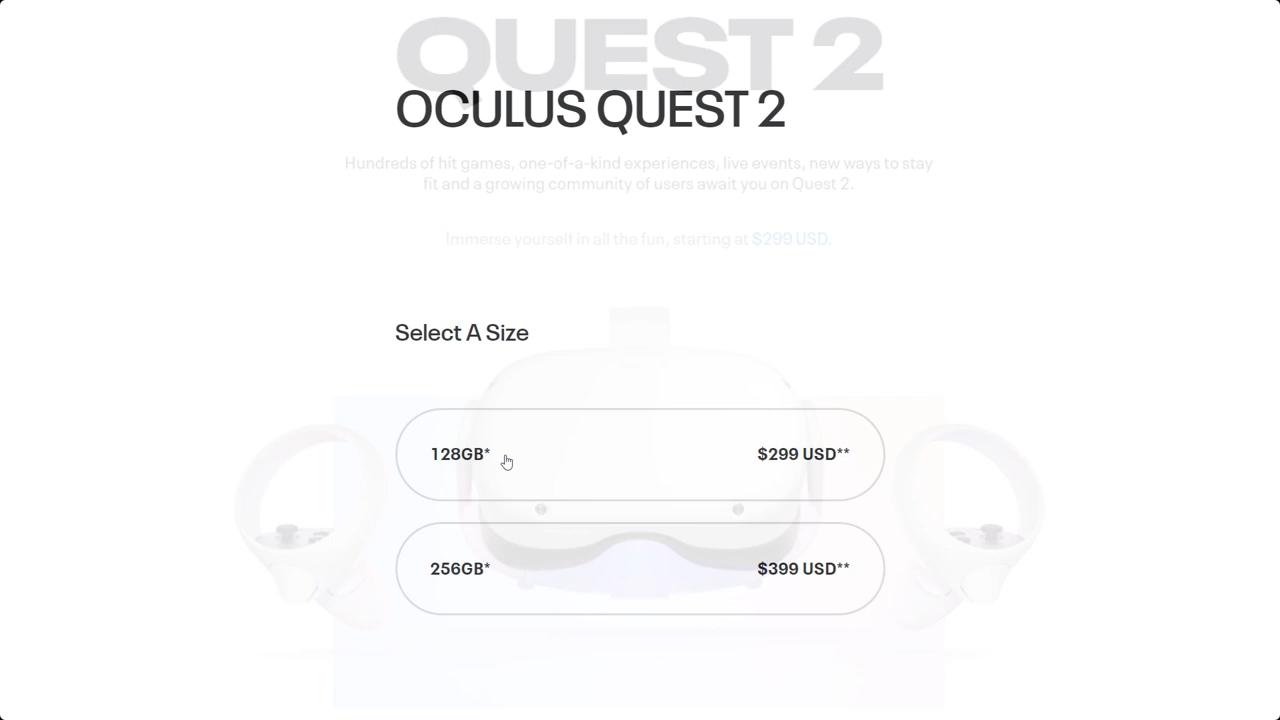 QUEST 2
OCULUS QUEST 2
Hundreds of hit games, one-of-a-kind experiences, live events, new ways to stay
fit and a growing community of users await you on Quest 2.
Immerse yourself in all the fun, starting at $299 USD.
Select A Size
128GB* $299 USD**
256GB* $399 USD**